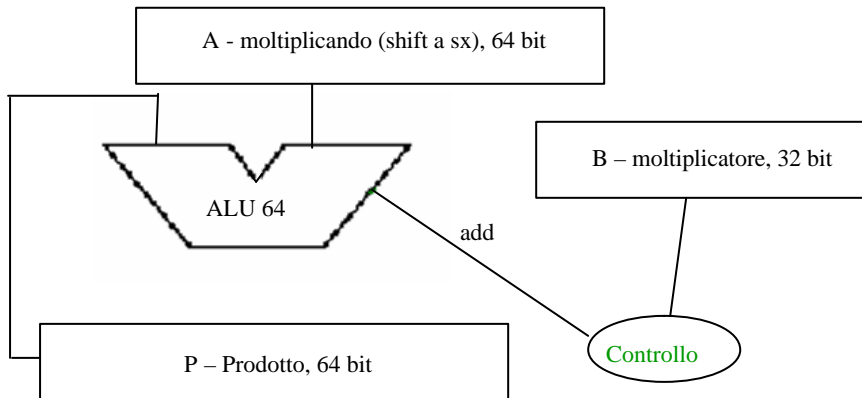 A - moltiplicando (shift a sx), 64 bit
B – moltiplicatore, 32 bit
ALU 64
add
Controllo
P – Prodotto, 64 bit